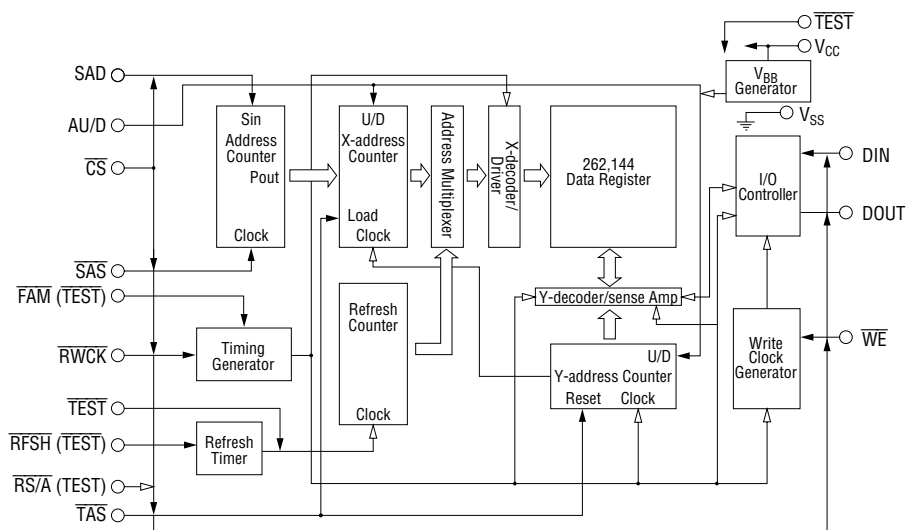 TEST
SAD
VCC
VBB
Generator
AU/D
VSS
CS
Sin
Address
Counter
Pout
Clock
U/D
X-address
Counter
Load
Clock
Address Multiplexer
X-decoder/
Driver
262,144
Data Register
I/O
Controller
DIN
DOUT
SAS
FAM (TEST)
Refresh
Counter
Clock
Y-decoder/sense Amp
RWCK
Timing
Generator
U/D
Y-address Counter
Reset Clock
Write
Clock
Generator
WE
TEST
RFSH (TEST)
Refresh
Timer
RS/A (TEST)
TAS